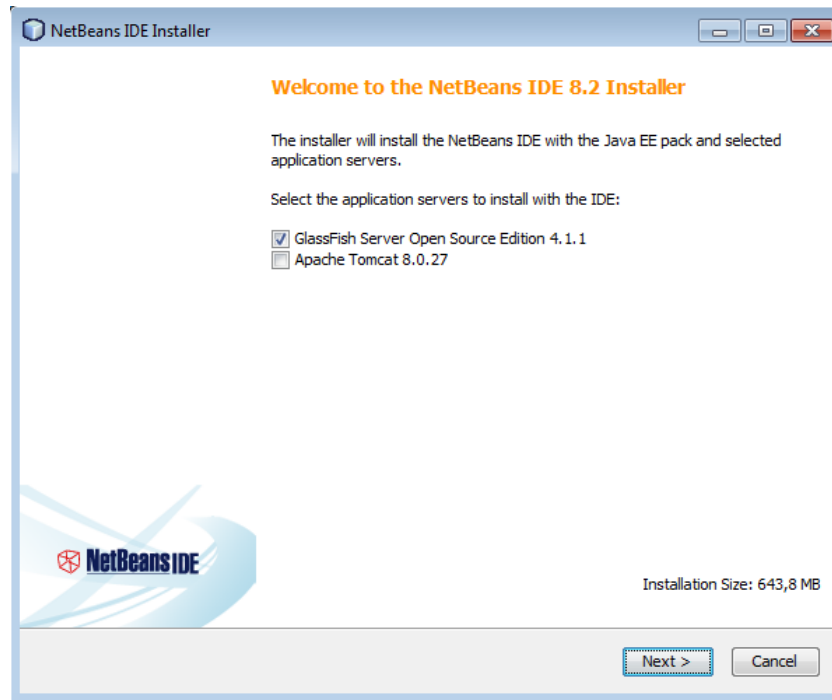 NetBeans IDE Installer
Welcome to the NetBeans IDE 8.2 Installer
The installer will install the NetBeans IDE with the Java EE pack and selected
application servers.
Select the application servers to install with the IDE:
GlassFish Server Open Source Edition 4.1.1
Apache Tomcat 8.0.27
NetBeans IDE
Installation Size: 643,8 MB
Next >
Cancel